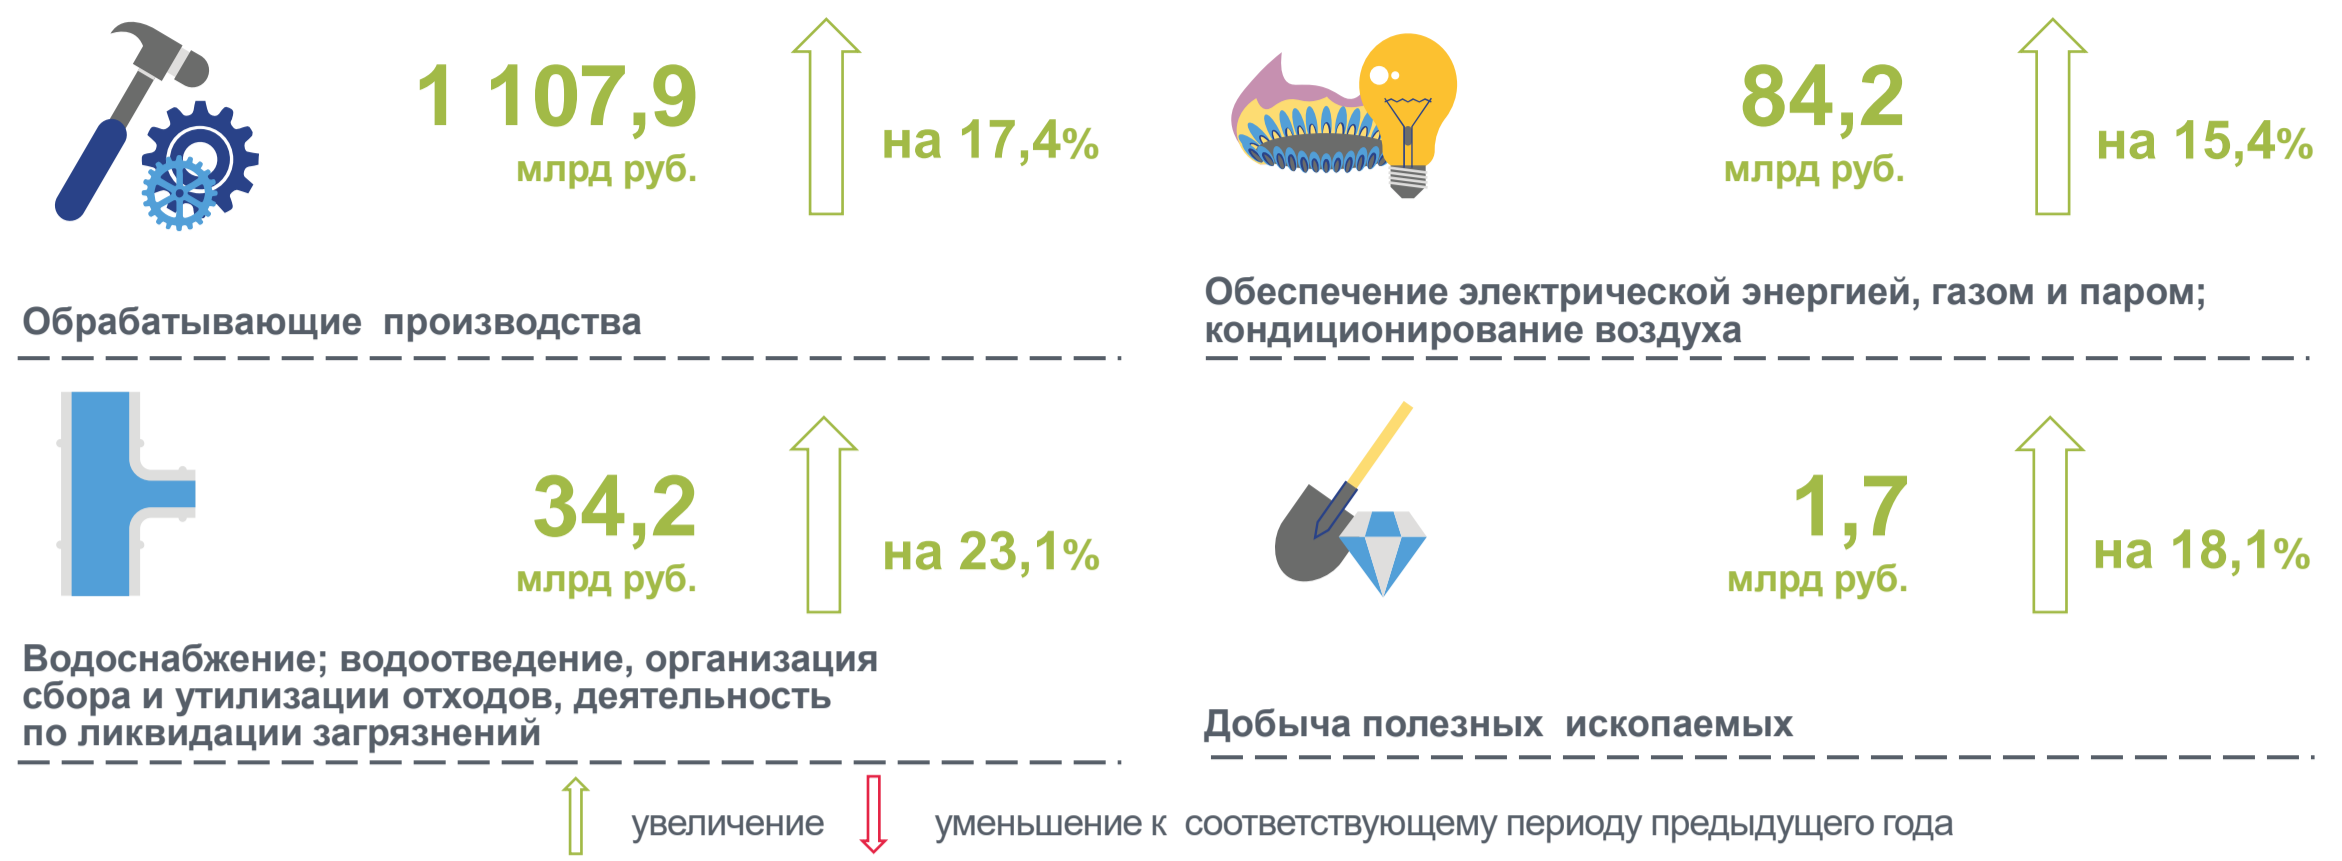 1 107,9
млрд руб.
на 17,4%
Обрабатывающие производства
84,2
млрд руб.
на 15,4%
Обеспечение электрической энергией, газом и паром;
кондиционирование воздуха
34,2
млрд руб.
на 23,1%
Водоснабжение; водоотведение, организация
сбора и утилизации отходов, деятельность
по ликвидации загрязнений
1,7
млрд руб.
на 18,1%
Добыча полезных ископаемых
увеличение
уменьшение к соответствующему периоду предыдущего года